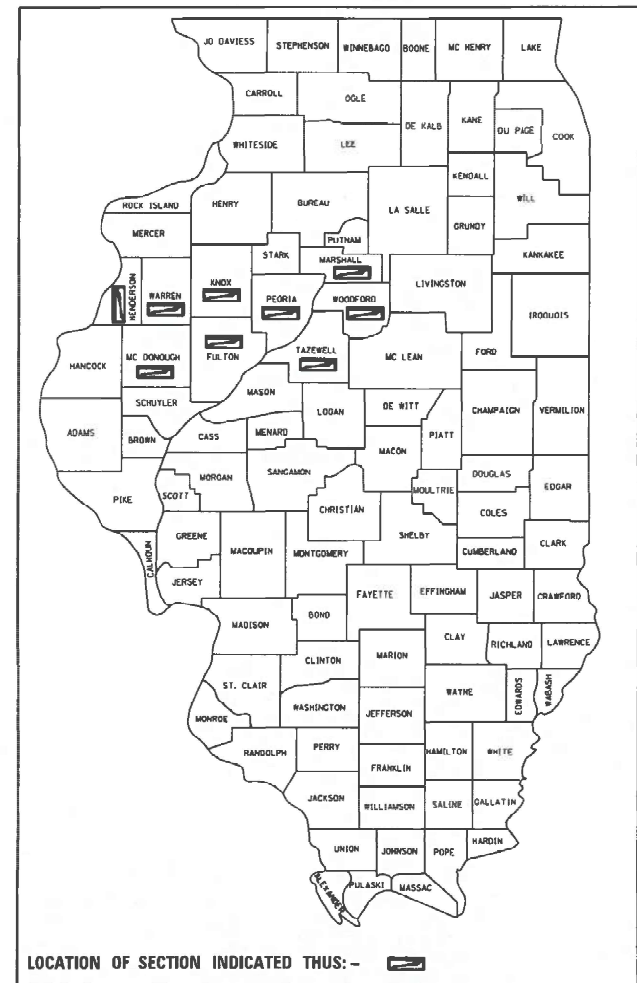 JO DAVIESS STEPHENSON WINNEBAGO BOONE MC HENRY LAKE
CARROLL OGLE DE KALB KANE DU PAGE COOK
WHITESIDE LEE
KENDALL
ROCK ISLAND HENRY BUREAU LA SALLE WILL
MERCER PUTNAM GRUNDY
STARK MARSHALL KANKAKEE
HENDERSON WARREN KNOX PEORIA WOODFORD LIVINGSTON IROQUOIS
HANCOCK MC DONOUGH FULTON TAZEWELL MC LEAN FORD
SCHUYLER MASON
ADAMS BROWN CASS MENARD LOGAN DE WITT PIATT CHAMPAIGN VERMILION
MACON
PIKE SCOTT MORGAN SANGAMON MOULTRIE DOUGLAS EDGAR
CHRISTIAN COLES
CALHOUN GREENE MACOUPIN MONTGOMERY SHELBY CUMBERLAND CLARK
JERSEY
FAYETTE EFFINGHAM JASPER CRAWFORD
MADISON BOND
CLINTON MARION CLAY RICHLAND LAWRENCE
ST. CLAIR WASHINGTON WAYNE EDWARDS WABASH
MONROE JEFFERSON
RANDOLPH PERRY HAMILTON WHITE
FRANKLIN
JACKSON WILLIAMSON SALINE GALLATIN
UNION JOHNSON POPE HARDIN
ALEXANDER PULASKI MASSAC
LOCATION OF SECTION INDICATED THUS: -